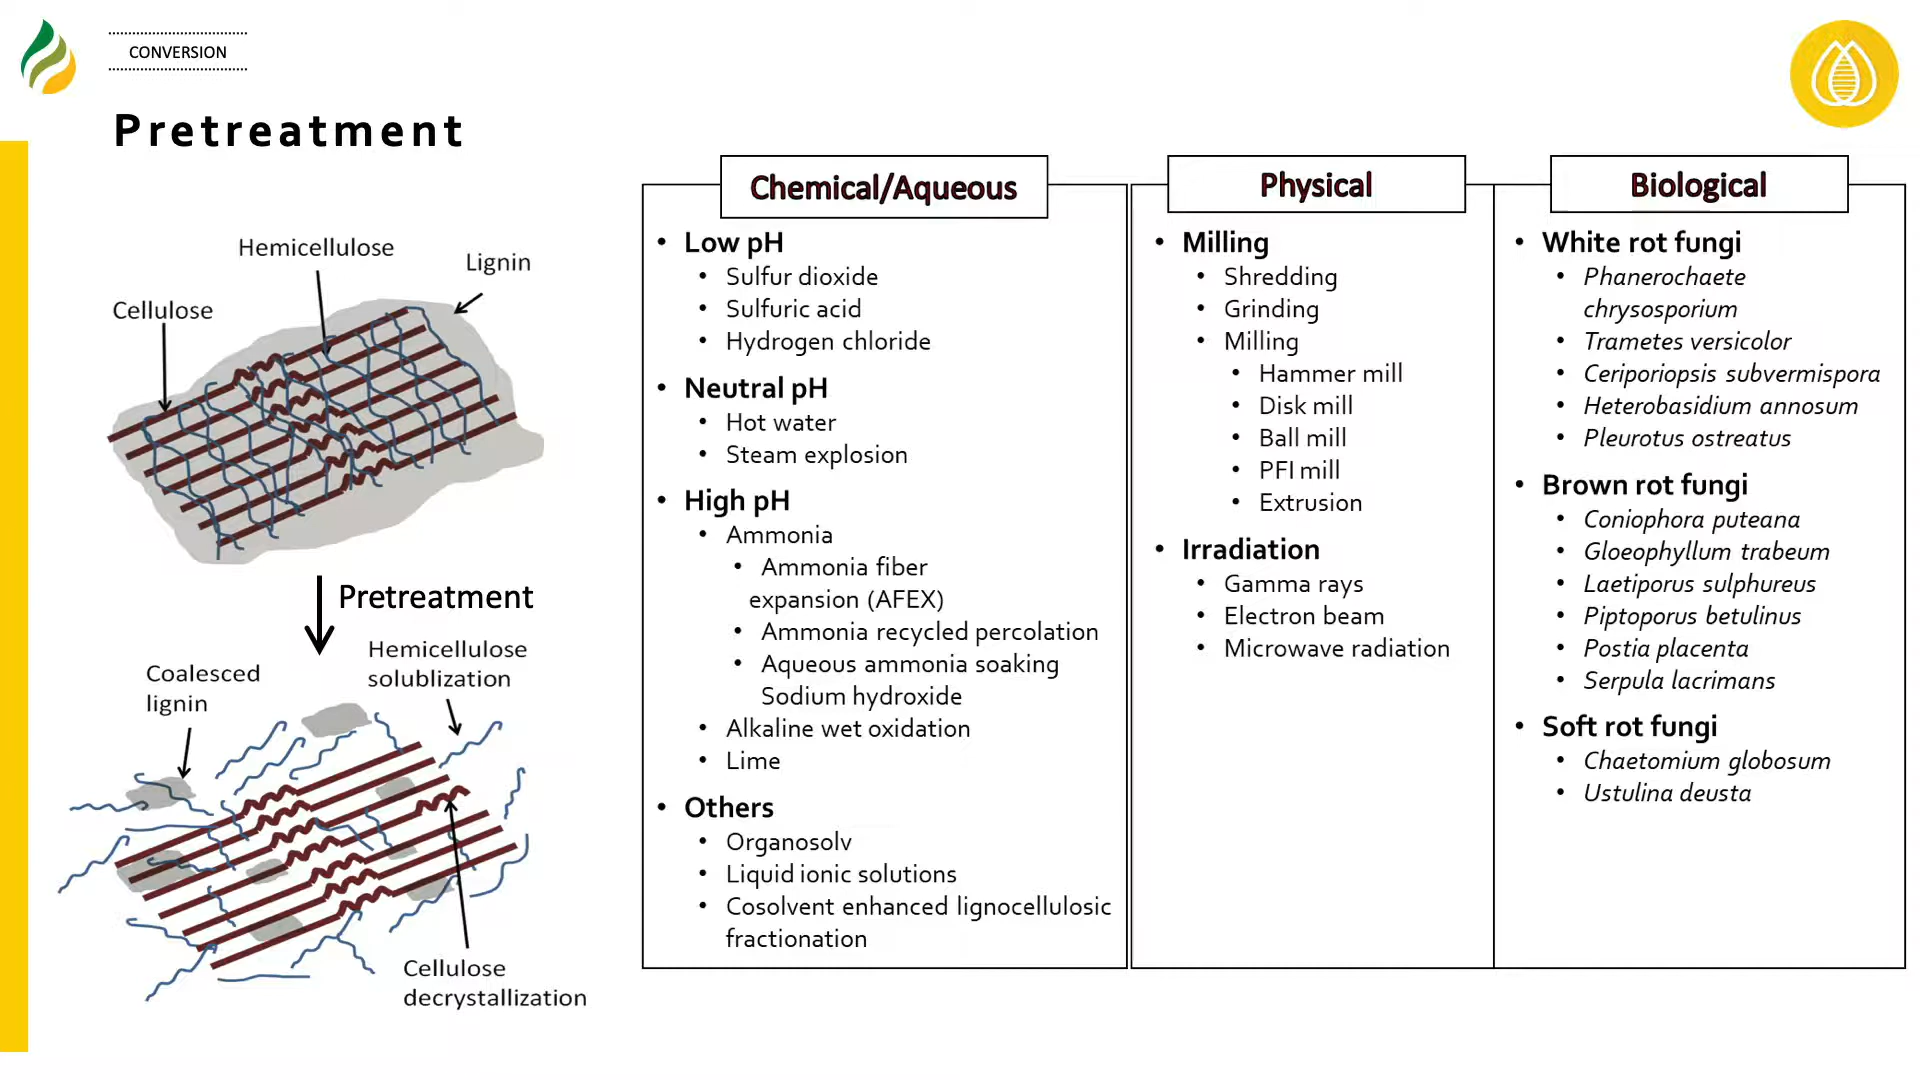 CONVERSION
Pretreatment
Hemicellulose
Lignin
Cellulose
Pretreatment
Hemicellulose
solublization
Coalesced
lignin
Cellulose
decrystallization
Chemical/Aqueous
• Low pH
• Sulfur dioxide
• Sulfuric acid
• Hydrogen chloride
• Neutral pH
• Hot water
• Steam explosion
• High pH
• Ammonia
• Ammonia fiber
expansion (AFEX)
• Ammonia recycled percolation
• Aqueous ammonia soaking
Sodium hydroxide
• Alkaline wet oxidation
• Lime
• Others
• Organosolv
• Liquid ionic solutions
• Cosolvent enhanced lignocellulosic
fractionation
Physical
• Milling
• Shredding
• Grinding
• Milling
• Hammer mill
• Disk mill
• Ball mill
• PFI mill
• Extrusion
• Irradiation
• Gamma rays
• Electron beam
• Microwave radiation
Biological
• White rot fungi
• Phanerochaete
chrysosporium
• Trametes versicolor
• Ceriporiopsis subvermispora
• Heterobasidium annosum
• Pleurotus ostreatus
• Brown rot fungi
• Coniophora puteana
• Gloeophyllum trabeum
• Laetiporus sulphureus
• Piptoporus betulinus
• Postia placenta
• Serpula lacrimans
• Soft rot fungi
• Chaetomium globosum
• Ustulina deusta